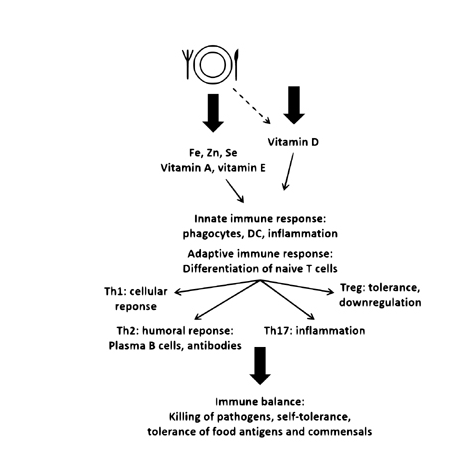 Vitamin D
Fe, Zn, Se
Vitamin A, vitamin E
Innate immune response:
phagocytes, DC, inflammation
Adaptive immune response:
Differentiation of naive T cells
Th1: cellular
reponse
Treg: tolerance,
downregulation
Th2: humoral reponse:
Plasma B cells, antibodies
Th17: inflammation
Immune balance:
Killing of pathogens, self-tolerance,
tolerance of food antigens and commensals